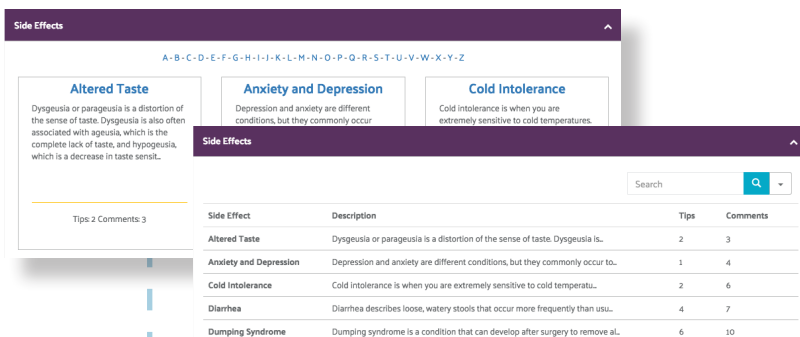 Side Effects
A-B-C-D-E-F-G-H-I-J-K-L-M-N-O-P-Q-R-S-T-U-V-W-X-Y-Z
Altered Taste
Dysgeusia or parageusia is a distortion of
the sense of taste. Dysgeusia is also often
associated with ageusia, which is the
complete lack of taste, and hypogeusia,
which is a decrease in taste sensit...
Tips: 2 Comments: 3
Anxiety and Depression
Depression and anxiety are different
conditions, but they commonly occur
Cold Intolerance
Cold intolerance is when you are
extremely sensitive to cold temperatures.
Side Effects
Search
Side Effect Description Tips Comments
Altered Taste Dysgeusia or parageusia is a distortion of the sense of taste. Dysgeusia is... 2 3
Anxiety and Depression Depression and anxiety are different conditions, but they commonly occur to... 1 4
Cold Intolerance Cold intolerance is when you are extremely sensitive to cold temperatu... 2 6
Diarrhea Diarrhea describes loose, watery stools that occur more frequently than usu... 4 7
Dumping Syndrome Dumping syndrome is a condition that can develop after surgery to remove al... 6 10